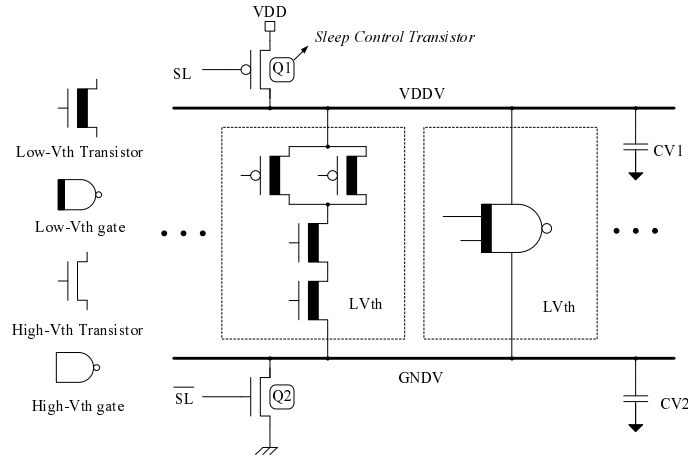 VDD
Sleep Control Transistor
Q1
SL
VDDV
Low-Vth Transistor
CV1
Low-Vth gate
LVth
LVth
High-Vth Transistor
GNDV
SL
Q2
High-Vth gate
CV2